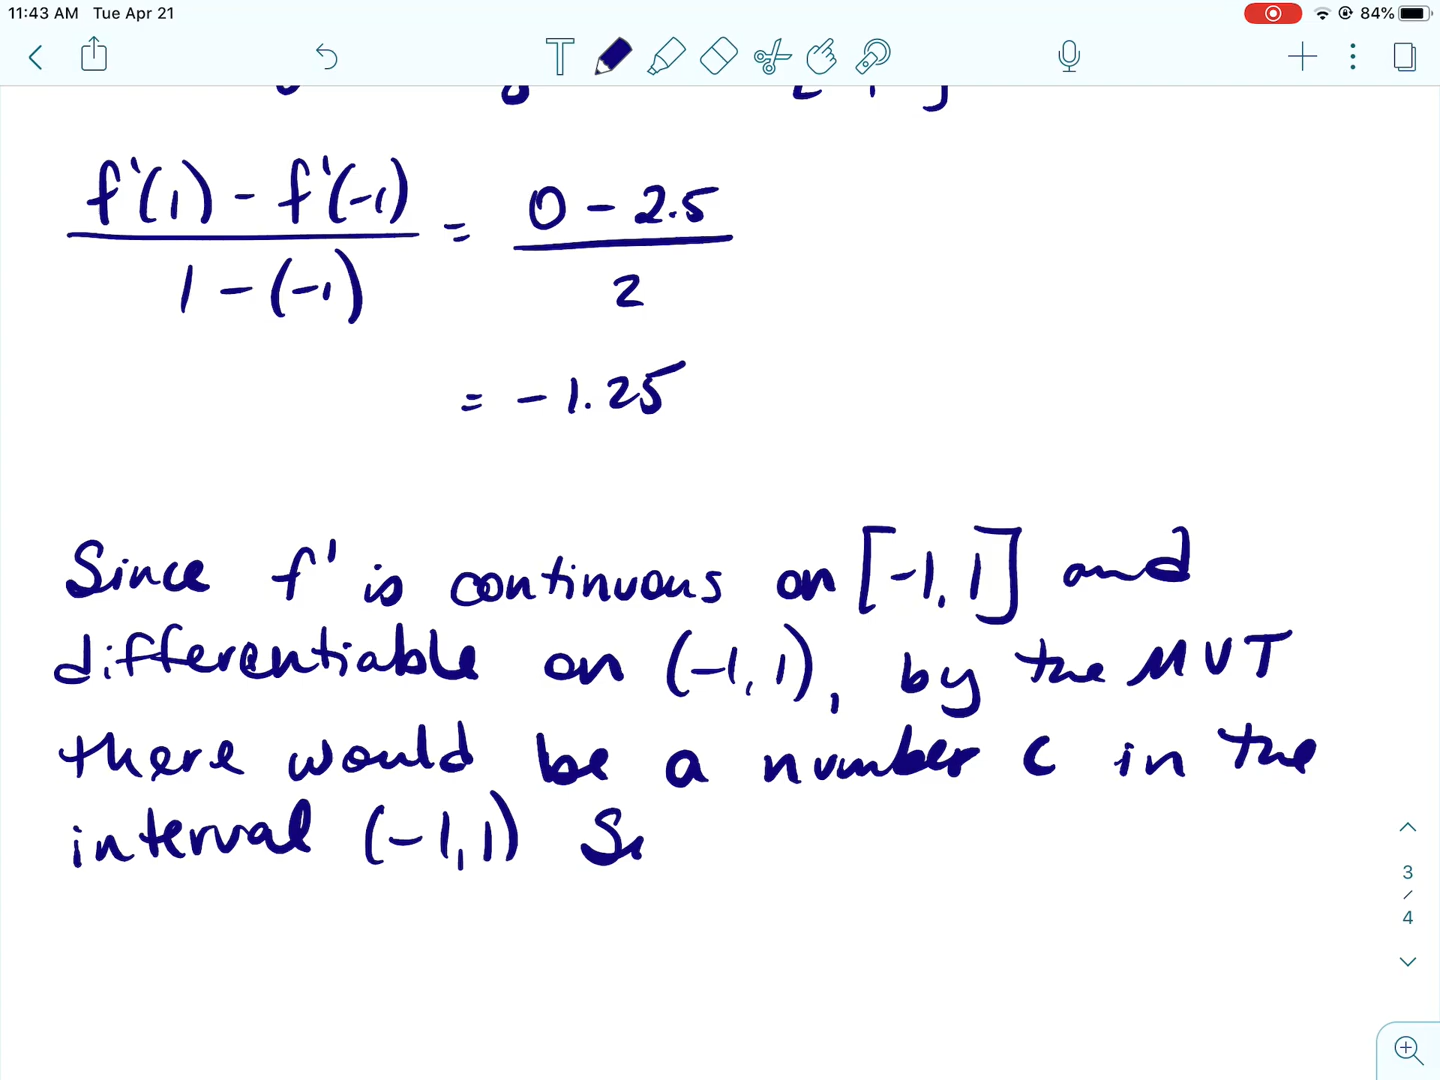 11:43 AM Tue Apr 21 84%
T
f'(1) - f'(-1) / 1 - (-1) = 0 - 2.5 / 2
= -1.25
Since f' is continuous on [-1, 1] and
differentiable on (-1, 1), by the MVT
there would be a number c in the
interval (-1, 1)
3
/
4